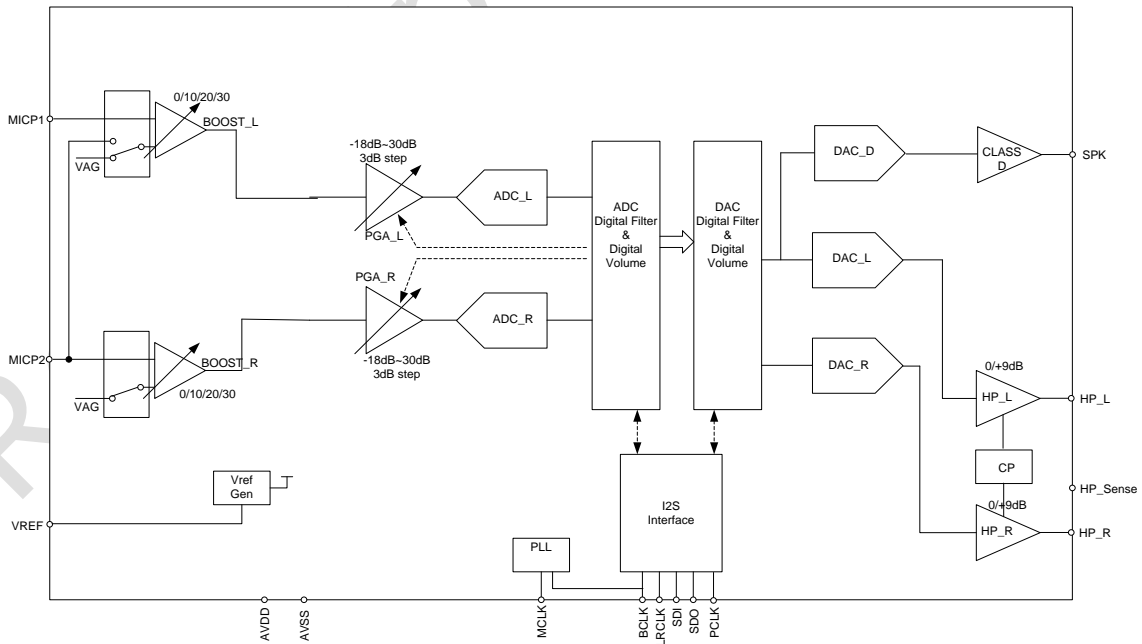 0/10/20/30
MICP1
BOOST_L
VAG
-18dB~30dB
3dB step
PGA_L
ADC_L
ADC
Digital Filter
&
Digital
Volume
DAC
Digital Filter
&
Digital
Volume
DAC_D
CLASS
D
SPK
DAC_L
PGA_R
ADC_R
-18dB~30dB
3dB step
MICP2
BOOST_R
0/10/20/30
VAG
DAC_R
0/+9dB
HP_L
HP_L
CP
HP_Sense
0/+9dB
HP_R
HP_R
Vref
Gen
VREF
I2S
Interface
PLL
AVDD
AVSS
MCLK
BCLK
LRCLK
SDI
SDO
PCLK
R